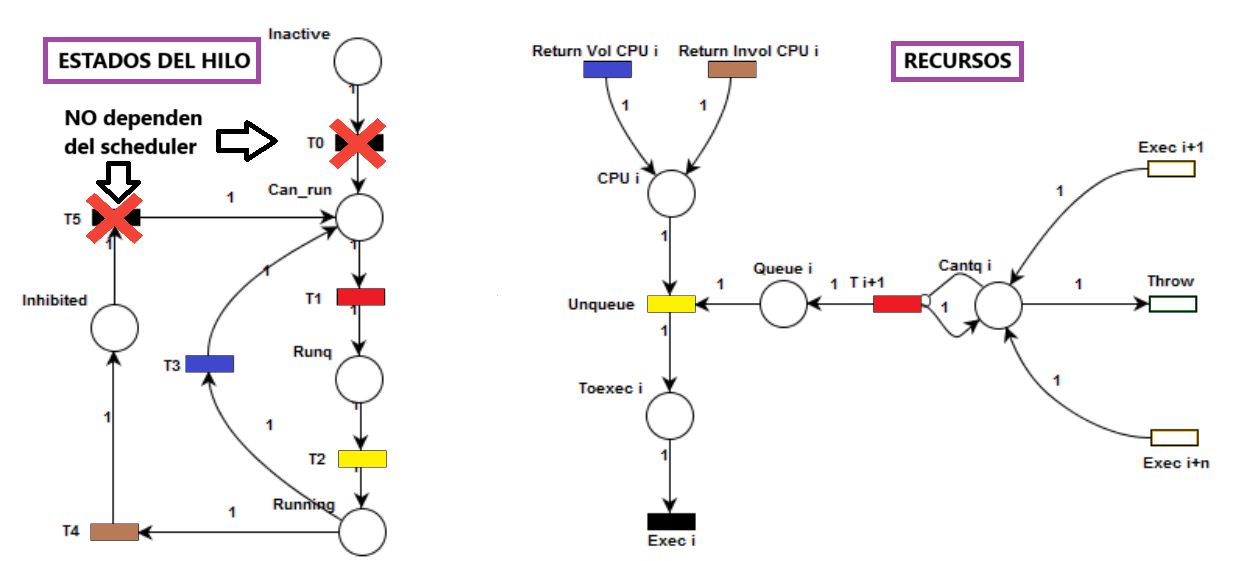 ESTADOS DEL HILO
NO dependen
del scheduler
Inactive
1
T0
Can_run
1
T5
1
1
1
T1
1
Inhibited
Runq
T3
1
1
T2
1
1
Running
1
T4
RECURSOS
Return Vol CPU i
Return Invol CPU i
1
1
CPU i
1
Unqueue
1
Queue i
1
T i+1
1
Cantq i
1
Throw
Exec i+1
1
1
Toexec i
1
Exec i
1
Exec i+n